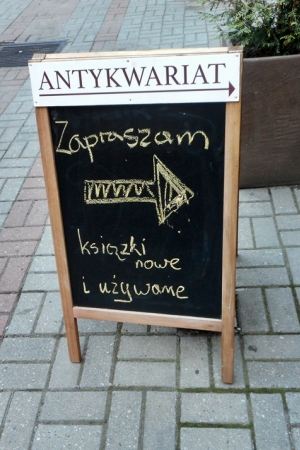 ANTYKWARIAT
Zapraszam
książki
nowe
i używane